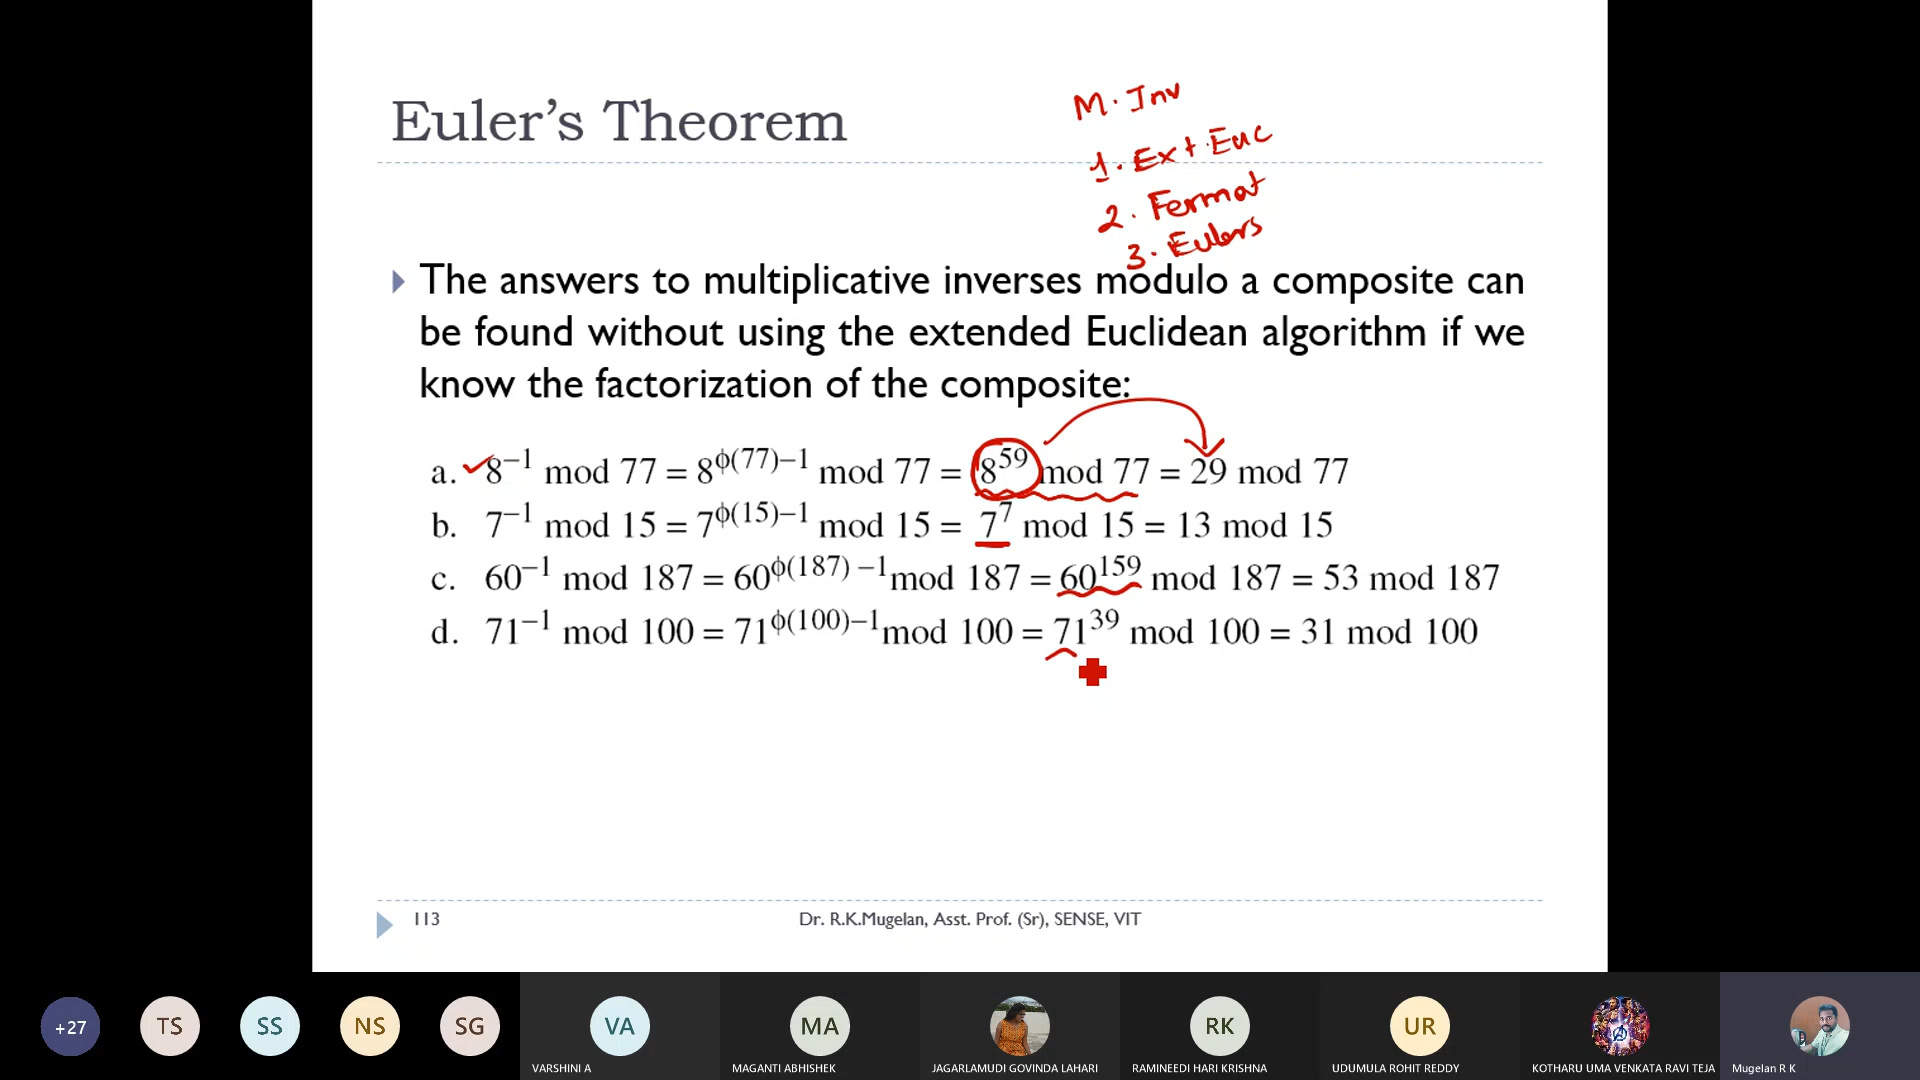 Euler's Theorem
M. Inv
1. Ext. Euc
2. Fermat
3. Eulers
The answers to multiplicative inverses modulo a composite can
be found without using the extended Euclidean algorithm if we
know the factorization of the composite:
a. 8⁻¹ mod 77 = 8^ϕ(77)−1 mod 77 = 8⁵⁹ mod 77 = 29 mod 77
b. 7⁻¹ mod 15 = 7^ϕ(15)−1 mod 15 = 7⁷ mod 15 = 13 mod 15
c. 60⁻¹ mod 187 = 60^ϕ(187) −1 mod 187 = 60¹⁵⁹ mod 187 = 53 mod 187
d. 71⁻¹ mod 100 = 71^ϕ(100)−1 mod 100 = 71³⁹ mod 100 = 31 mod 100
113 Dr. R.K.Mugelan, Asst. Prof. (Sr), SENSE, VIT
+27 TS SS NS SG VA MA RK UR
VARSHINI A MAGANTI ABHISHEK JAGARLAMUDI GOVINDA LAHARI RAMINEEDI HARI KRISHNA UDUMULA ROHIT REDDY KOTHARU UMA VENKATA RAVI TEJA Mugelan R K